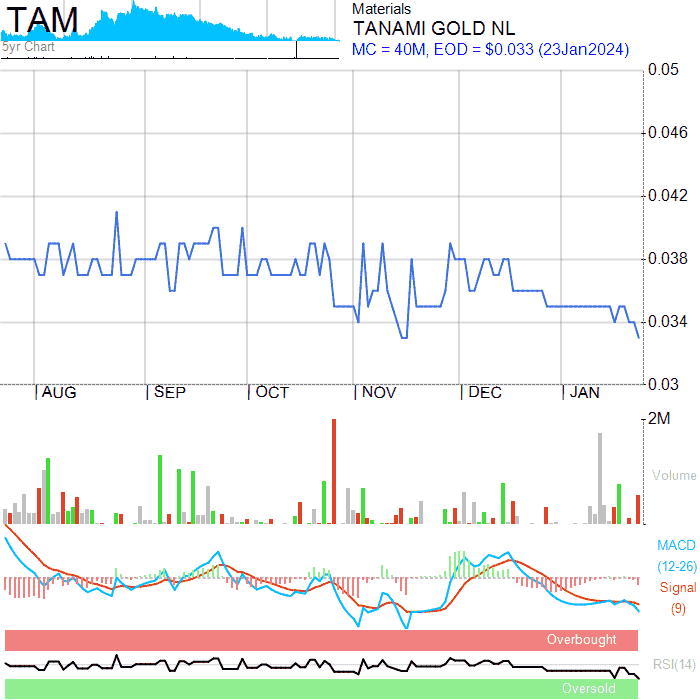 TAM
5yr Chart
Materials
TANAMI GOLD NL
MC = 40M, EOD = $0.033 (23Jan2024)
0.05
0.046
0.042
0.038
0.034
0.03
AUG SEP OCT NOV DEC JAN
2M
Volume
MACD
(12-26)
Signal
(9)
Overbought
RSI(14)
Oversold